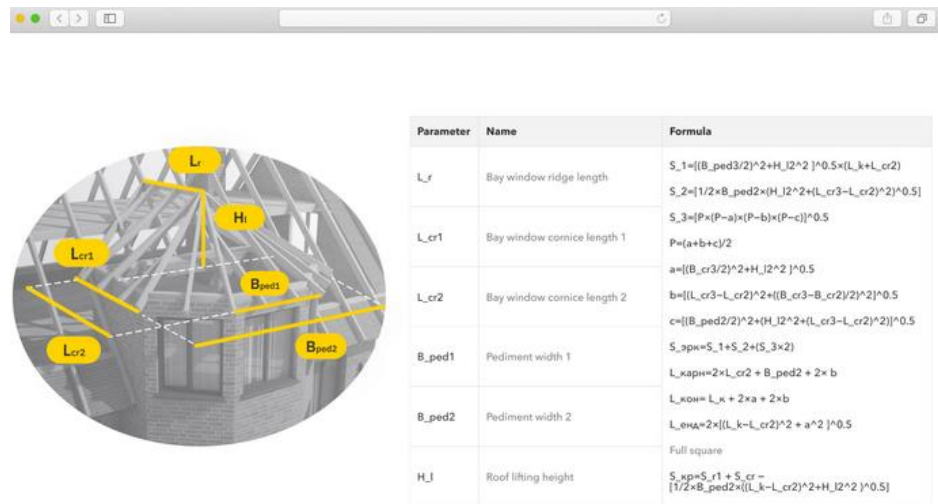 Parameter Name Formula
L_r Bay window ridge length
L_cr1 Bay window cornice length 1
L_cr2 Bay window cornice length 2
B_ped1 Pediment width 1
B_ped2 Pediment width 2
H_l Roof lifting height
S_1=[(B_ped3/2)^2+H_l2^2 ]^0.5×(L_k+L_cr2)
S_2=[1/2×B_ped2×(H_l2^2+(L_cr3−L_cr2)^2)^0.5]
S_3=[P×(P−a)×(P−b)×(P−c)]^0.5
P=(a+b+c)/2
a=[(B_cr3/2)^2+H_l2^2 ]^0.5
b=[(L_cr3−L_cr2)^2+((B_cr3−B_cr2)/2)^2]^0.5
c=[(B_ped2/2)^2+(H_l2^2+(L_cr3−L_cr2)^2)]^0.5
S_эрк=S_1+S_2+(S_3×2)
L_карн=2×L_cr2 + B_ped2 + 2× b
L_кон= L_к + 2×a + 2×b
L_енд=2×[(L_k−L_cr2)^2 + a^2 ]^0.5
Full square
S_кр=S_r1 + S_cr −
[1/2×B_ped2×((L_k−L_cr2)^2+H_l2^2 )^0.5]
Lr
Hl
Lcr1
Bped1
Lcr2
Bped2